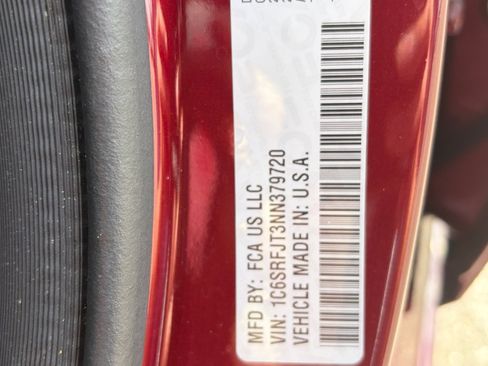 MFD BY: FCA US LLC
VIN: 1C6SRFJT3NN379720
VEHICLE MADE IN: U.S.A.